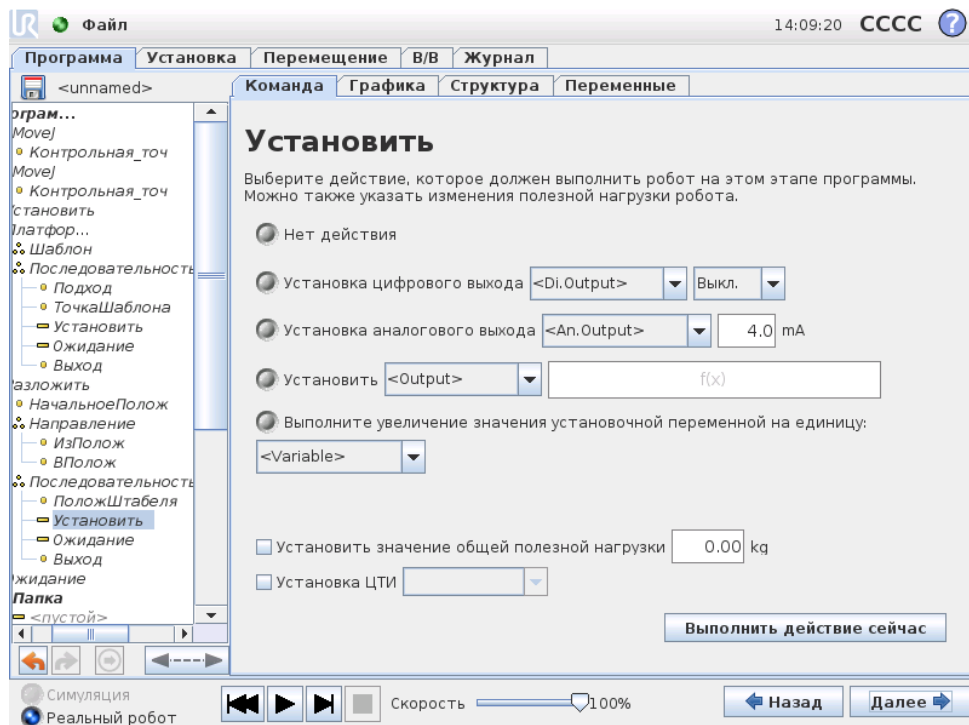 UR Файл 14:09:20 CCCC ?
Программа Установка Перемещение В/В Журнал
<unnamed>
Команда Графика Структура Переменные
ограм...
MoveJ
Контрольная_точ
MoveJ
Контрольная_точ
становить
Платфор...
Шаблон
Последовательность
Подход
ТочкаШаблона
Установить
Ожидание
Выход
азложить
НачальноеПолож
Направление
ИзПолож
ВПолож
Последовательность
ПоложШтабеля
Установить
Ожидание
Выход
жидание
Папка
<пустой>
Установить
Выберите действие, которое должен выполнить робот на этом этапе программы.
Можно также указать изменения полезной нагрузки робота.
Нет действия
Установка цифрового выхода <Di.Output> Выкл.
Установка аналогового выхода <An.Output> 4.0 mA
Установить <Output> f(x)
Выполните увеличение значения установочной переменной на единицу:
<Variable>
Установить значение общей полезной нагрузки 0.00 kg
Установка ЦТИ
Выполнить действие сейчас
Симуляция
Реальный робот
Скорость 100%
Назад Далее